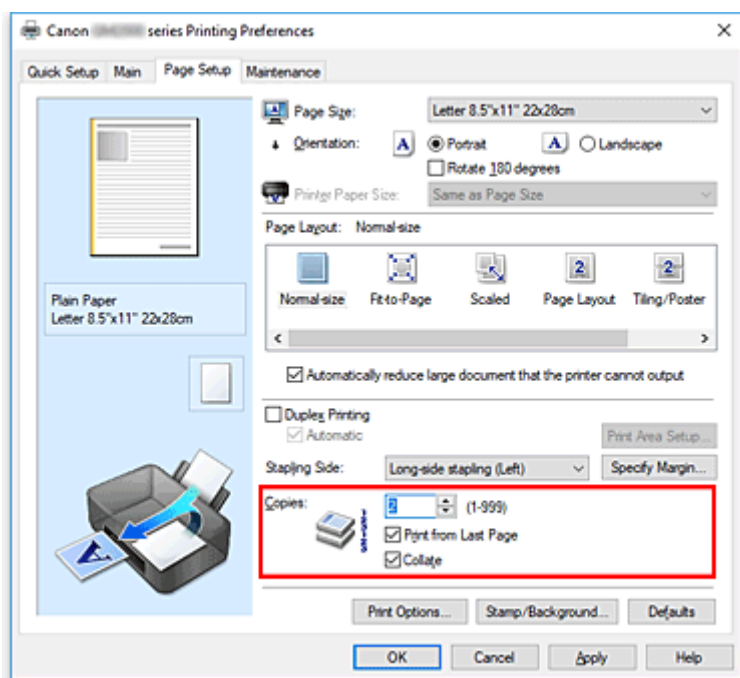 Canon series Printing Preferences
Quick Setup Main Page Setup Maintenance
Page Size: Letter 8.5"x11" 22x28cm
Orientation: A Portrait A Landscape
Rotate 180 degrees
Printer Paper Size: Same as Page Size
Page Layout: Normal-size
2 2
Normal-size Fit-to-Page Scaled Page Layout Tiling/Poster
Plain Paper
Letter 8.5"x11" 22x28cm
Automatically reduce large document that the printer cannot output
Duplex Printing
Automatic
Print Area Setup...
Stapling Side: Long-side stapling (Left) Specify Margin...
Copies: 2 (1-999)
Print from Last Page
Collate
A
Print Options... Stamp/Background... Defaults
OK Cancel Apply Help